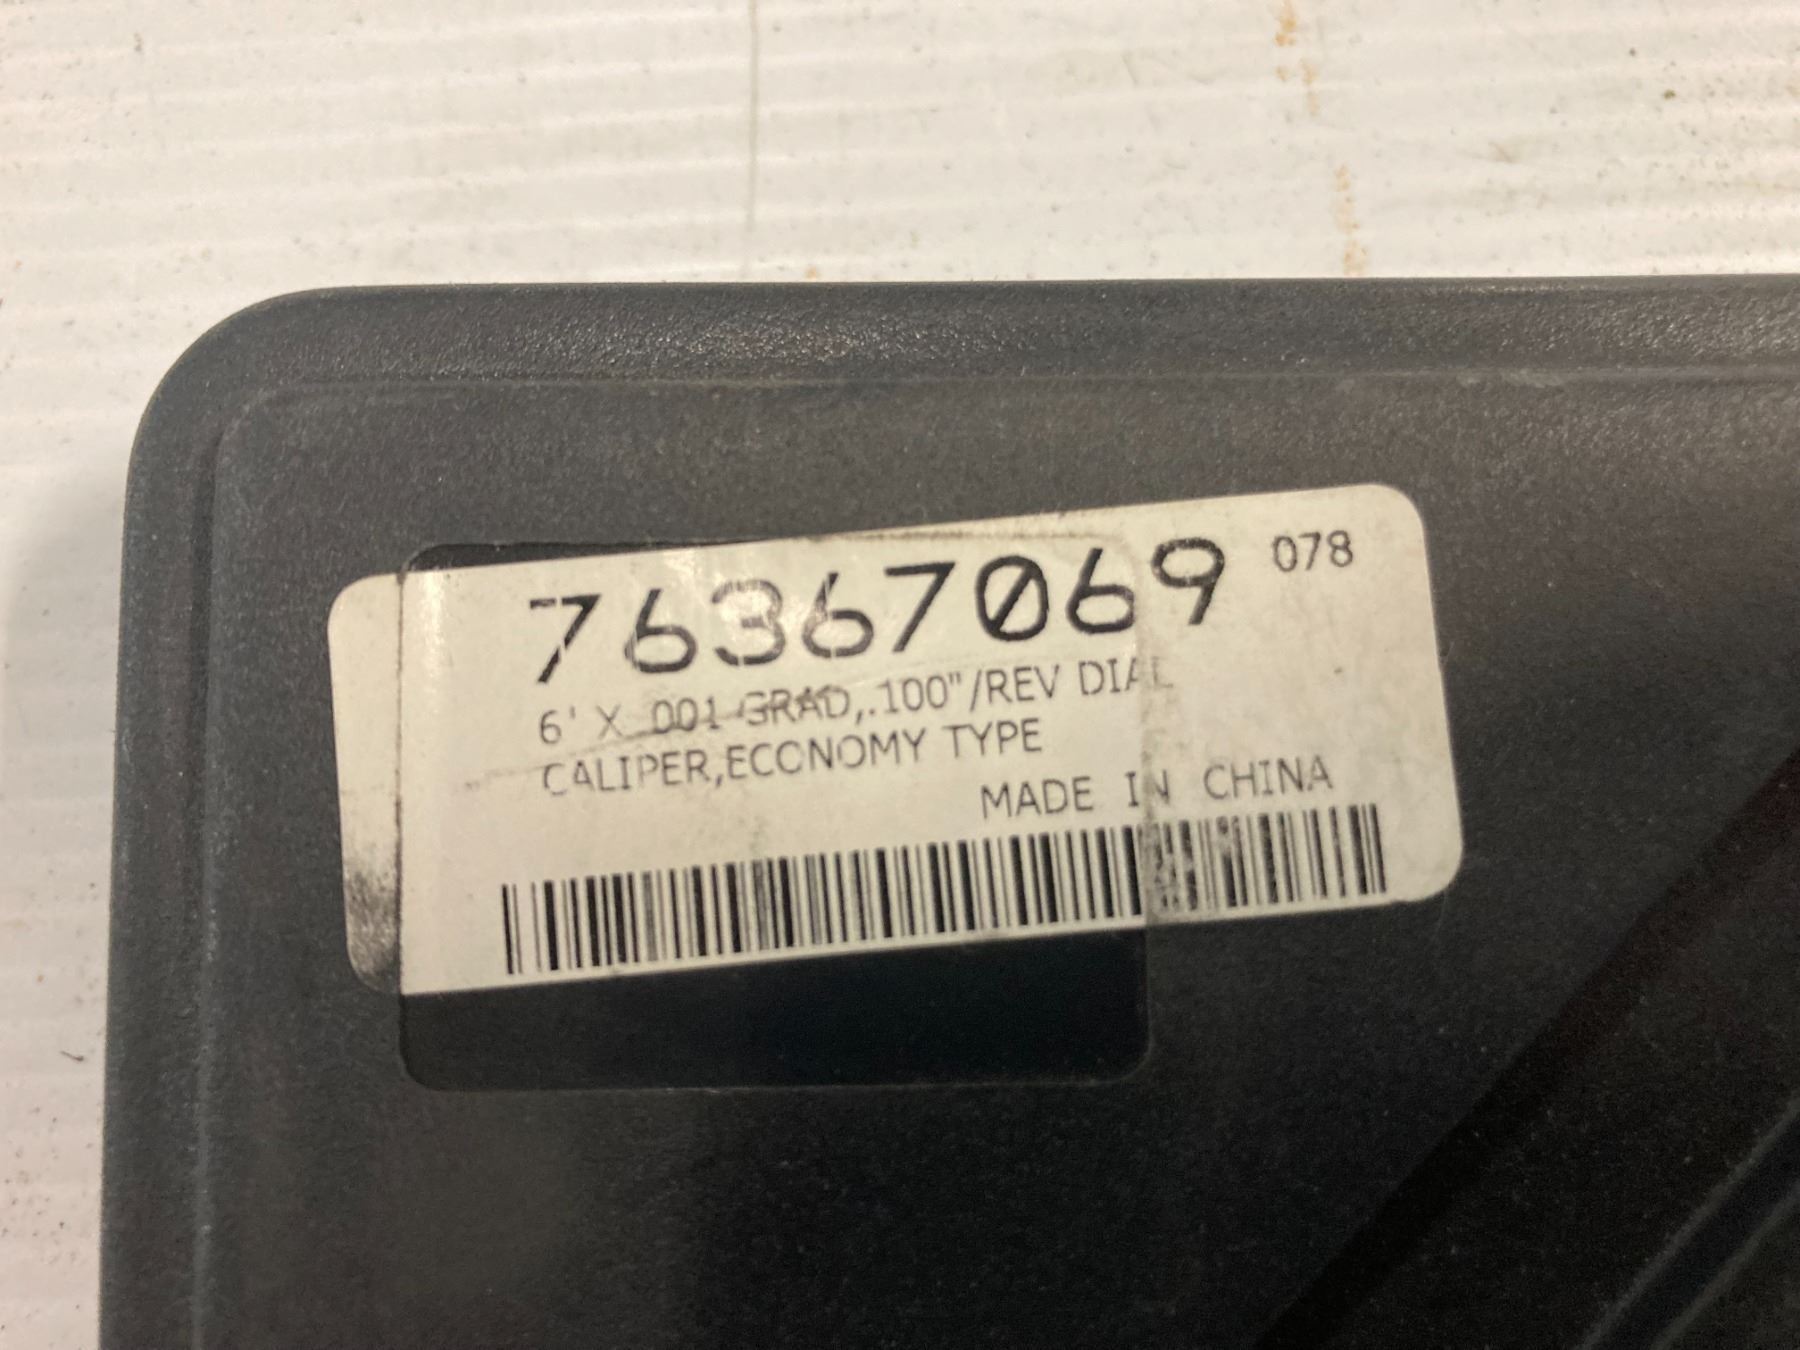 76367069 078
6' X .001 GRAD,.100"/REV DIAL
CALIPER,ECONOMY TYPE
MADE IN CHINA